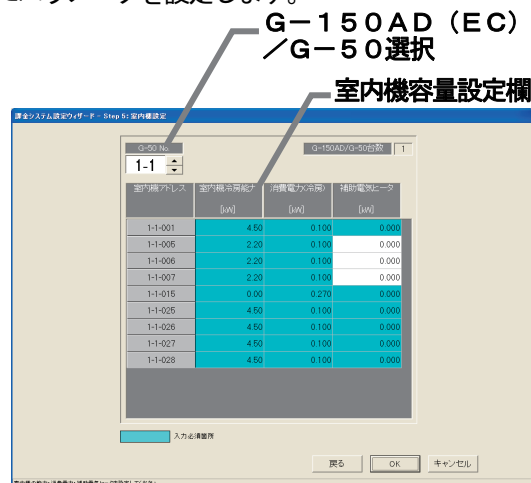 を設定します。
G－150AD（EC）
／G－50選択
室内機容量設定欄
課金システム設定ウィザード - Step 5: 室内機設定
G-50 No. G-150AD/G-50台数 1
1-1
室内機アドレス 室内機冷房能力 消費電力(冷房) 補助電気ヒータ
[kW] [kW] [kW]
1-1-001 4.50 0.100 0.000
1-1-005 2.20 0.100 0.000
1-1-006 2.20 0.100 0.000
1-1-007 2.20 0.100 0.000
1-1-015 0.00 0.270 0.000
1-1-025 4.50 0.100 0.000
1-1-026 4.50 0.100 0.000
1-1-027 4.50 0.100 0.000
1-1-028 4.50 0.100 0.000
入力必須箇所
戻る OK キャンセル